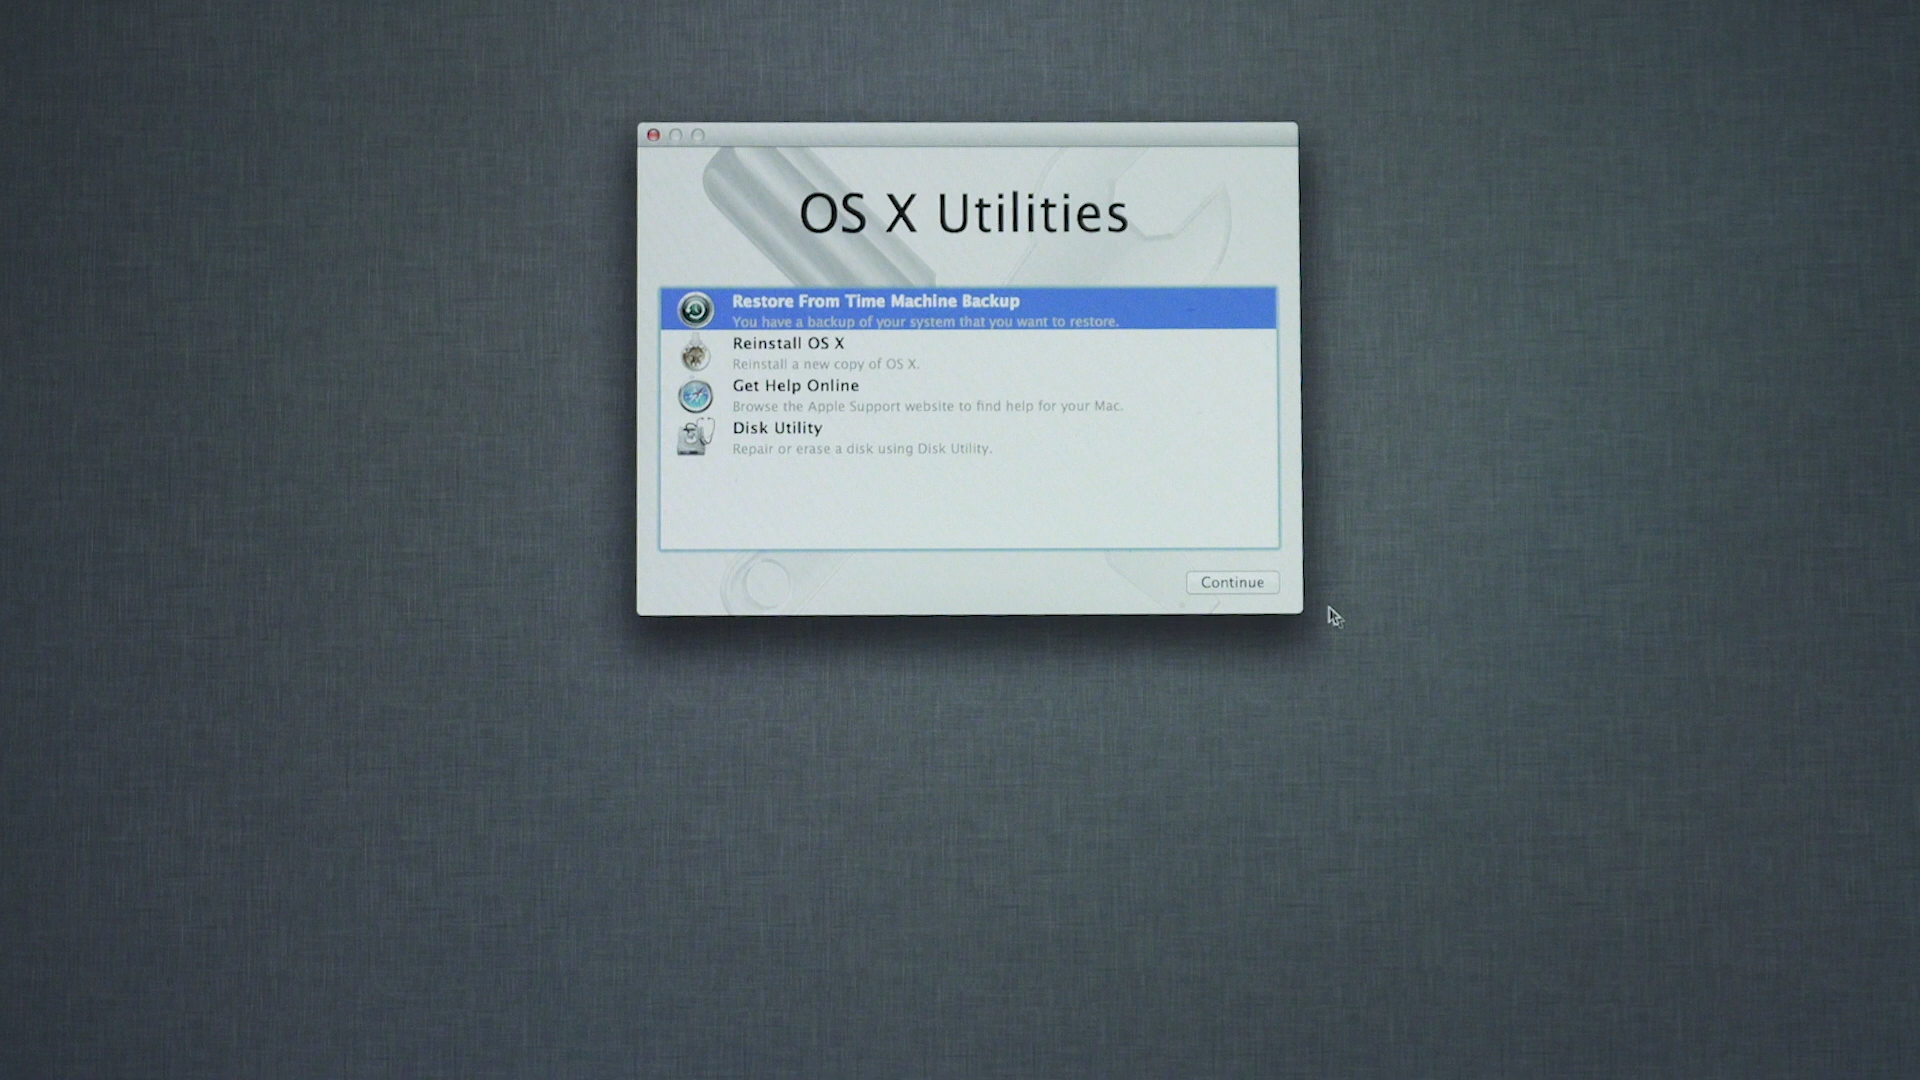 OS X Utilities
Restore From Time Machine Backup
You have a backup of your system that you want to restore.
Reinstall OS X
Reinstall a new copy of OS X.
Get Help Online
Browse the Apple Support website to find help for your Mac.
Disk Utility
Repair or erase a disk using Disk Utility.
Continue